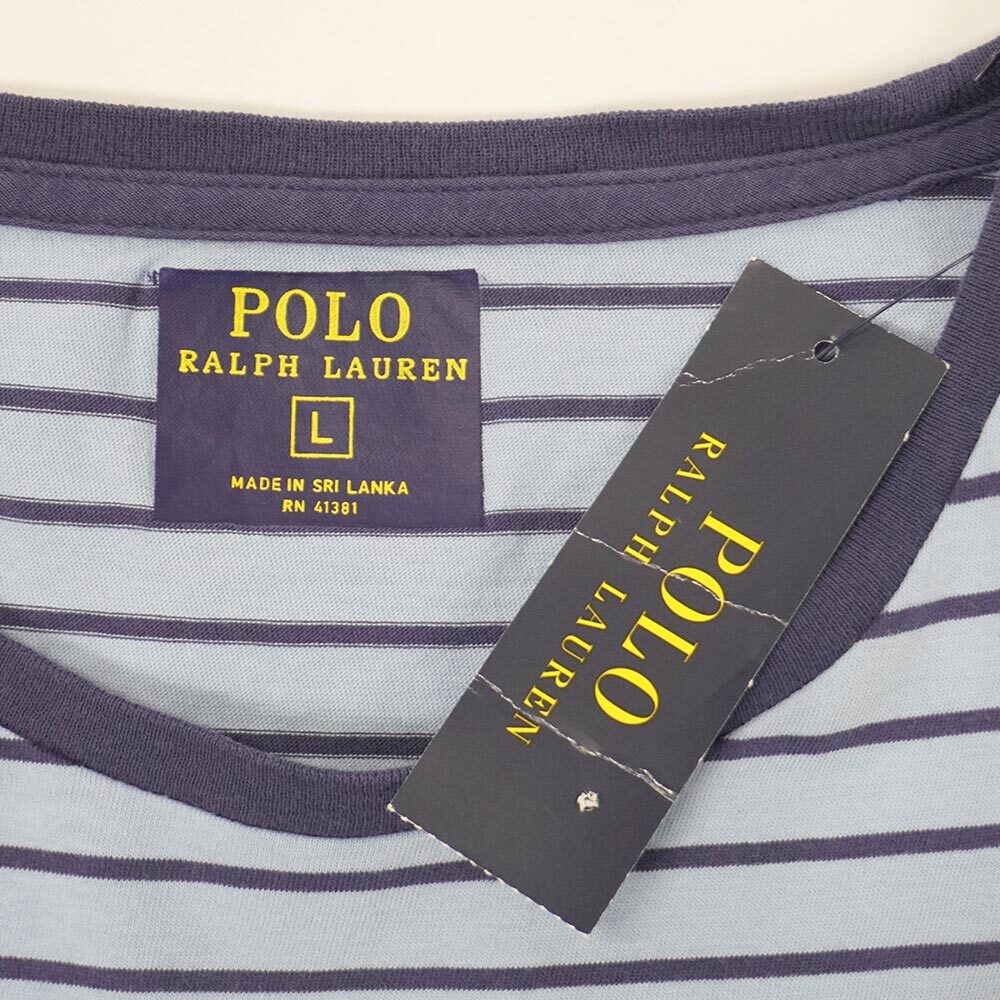 POLO
RALPH LAUREN
L
MADE IN SRI LANKA
RN 41381
POLO
RALPH LAUREN